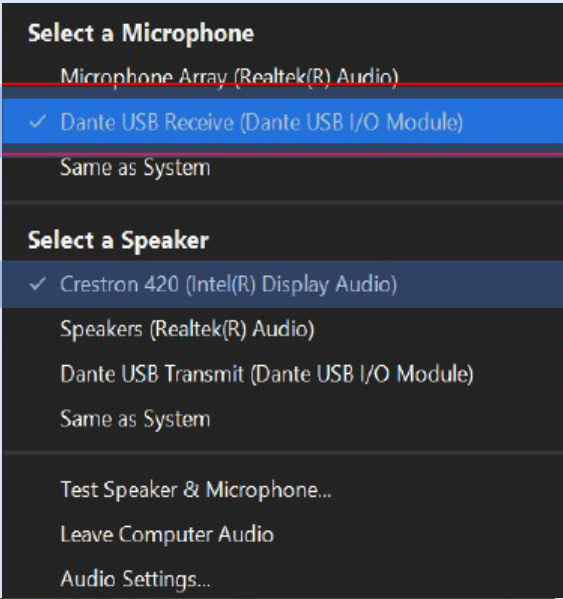 Select a Microphone
Microphone Array (Realtek(R) Audio)
✓ Dante USB Receive (Dante USB I/O Module)
Same as System
Select a Speaker
✓ Crestron 420 (Intel(R) Display Audio)
Speakers (Realtek(R) Audio)
Dante USB Transmit (Dante USB I/O Module)
Same as System
Test Speaker & Microphone...
Leave Computer Audio
Audio Settings...